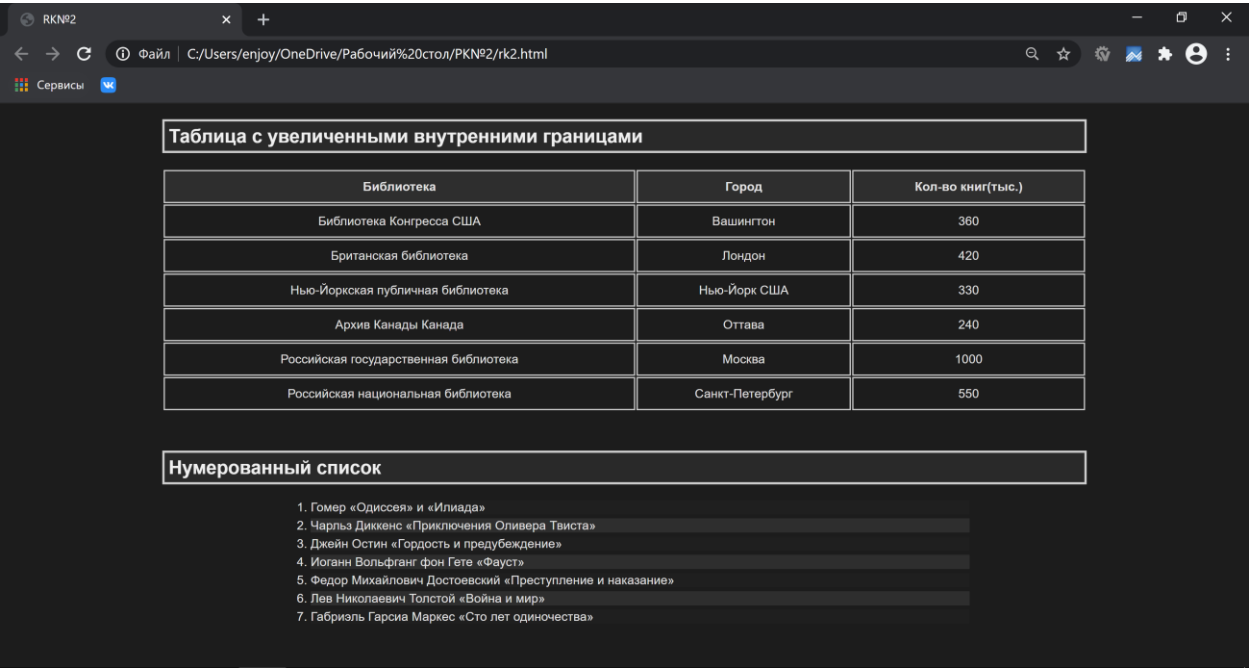 RKNº2
Файл C:/Users/enjoy/OneDrive/Рабочий%20стол/РКNº2/rk2.html
Сервисы
Таблица с увеличенными внутренними границами
Библиотека Город Кол-во книг(тыс.)
Библиотека Конгресса США Вашингтон 360
Британская библиотека Лондон 420
Нью-Йоркская публичная библиотека Нью-Йорк США 330
Архив Канады Канада Оттава 240
Российская государственная библиотека Москва 1000
Российская национальная библиотека Санкт-Петербург 550
Нумерованный список
1. Гомер «Одиссея» и «Илиада»
2. Чарльз Диккенс «Приключения Оливера Твиста»
3. Джейн Остин «Гордость и предубеждение»
4. Иоганн Вольфганг фон Гете «Фауст»
5. Федор Михайлович Достоевский «Преступление и наказание»
6. Лев Николаевич Толстой «Война и мир»
7. Габриэль Гарсиа Маркес «Сто лет одиночества»